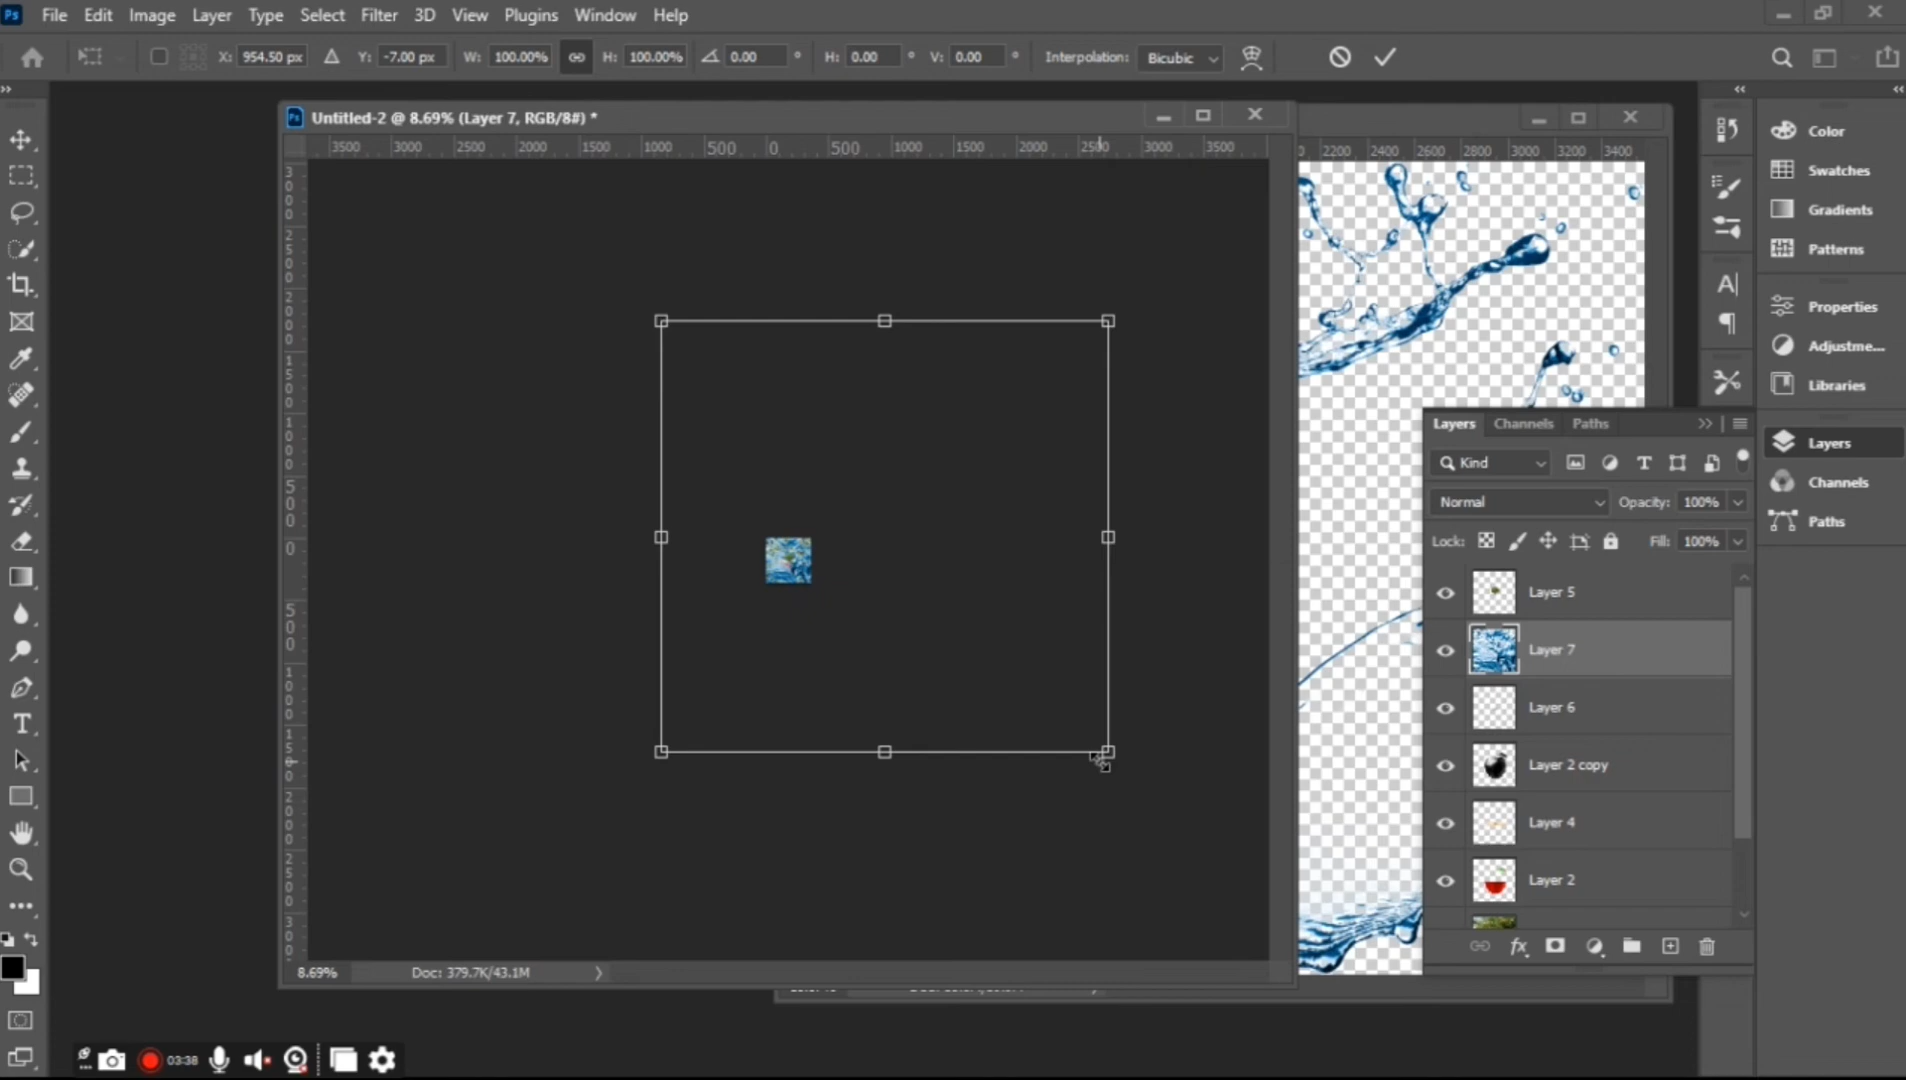 Ps File Edit Image Layer Type Select Filter 3D View Plugins Window Help
X: 954.50 px Y: -7.00 px W: 100.00% H: 100.00% 0.00 ° H: 0.00 ° V: 0.00 ° Interpolation: Bicubic
Ps Untitled-2 @ 8.69% (Layer 7, RGB/8#) *
3500 3000 2500 2000 1500 1000 500 0 500 1000 1500 2000 2500 3000 3500
0 2200 2400 2600 2800 3000 3200 3400
Color
Swatches
Gradients
Patterns
Properties
Adjustme...
Libraries
Layers
Channels
Paths
Layers Channels Paths
Kind
Normal Opacity: 100%
Lock: Fill: 100%
Layer 5
Layer 7
Layer 6
Layer 2 copy
Layer 4
Layer 2
fx
8.69% Doc: 379.7K/43.1M
03:38